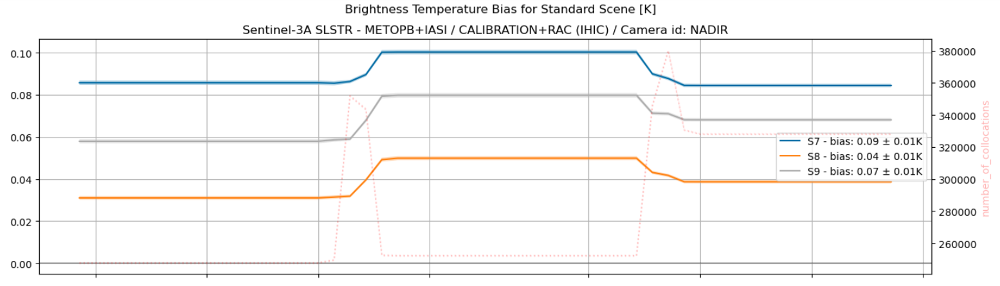 Brightness Temperature Bias for Standard Scene [K]
Sentinel-3A SLSTR - METOPB+IASI / CALIBRATION+RAC (IHIC) / Camera id: NADIR
0.10
0.08
0.06
0.04
0.02
0.00
380000
360000
340000
320000
300000
280000
260000
number_of_collocations
S7 - bias: 0.09 ± 0.01K
S8 - bias: 0.04 ± 0.01K
S9 - bias: 0.07 ± 0.01K